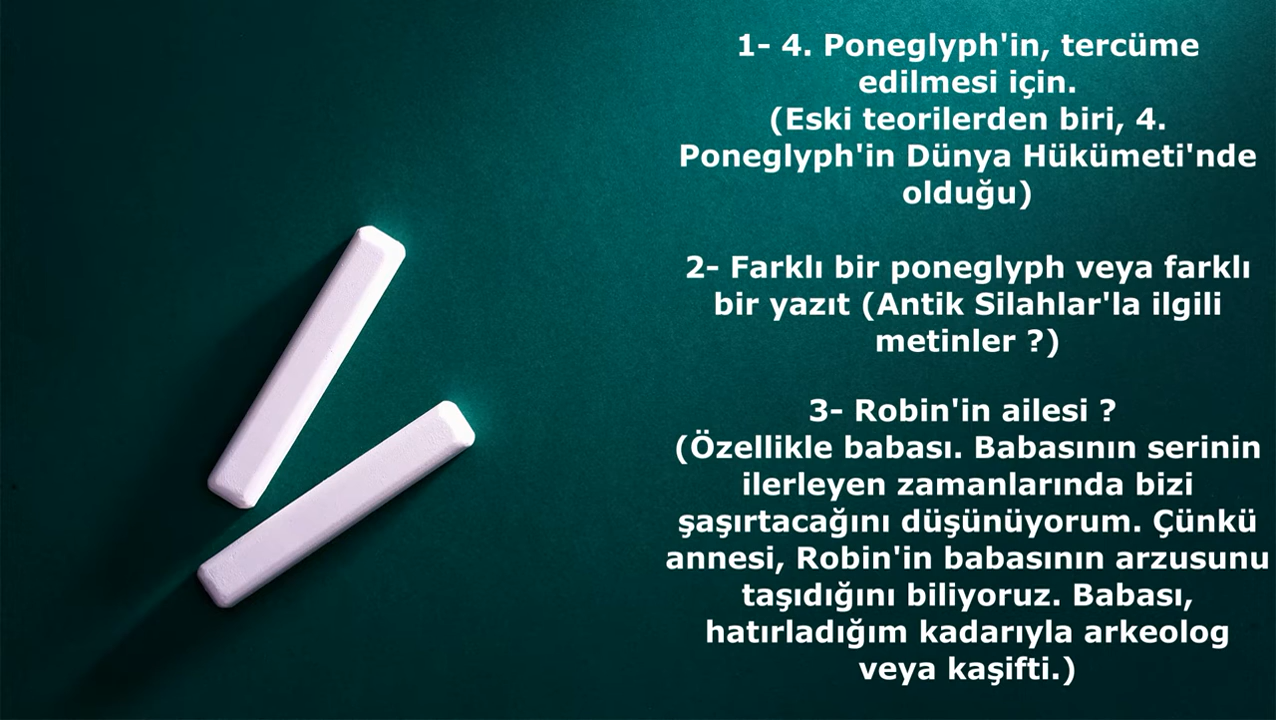 1- 4. Poneglyph'in, tercüme
edilmesi için.
(Eski teorilerden biri, 4.
Poneglyph'in Dünya Hükümeti'nde
olduğu)
2- Farklı bir poneglyph veya farklı
bir yazıt (Antik Silahlar'la ilgili
metinler ?)
3- Robin'in ailesi ?
(Özellikle babası. Babasının serinin
ilerleyen zamanlarında bizi
şaşırtacağını düşünüyorum. Çünkü
annesi, Robin'in babasının arzusunu
taşıdığını biliyoruz. Babası,
hatırladığım kadarıyla arkeolog
veya kaşifti.)